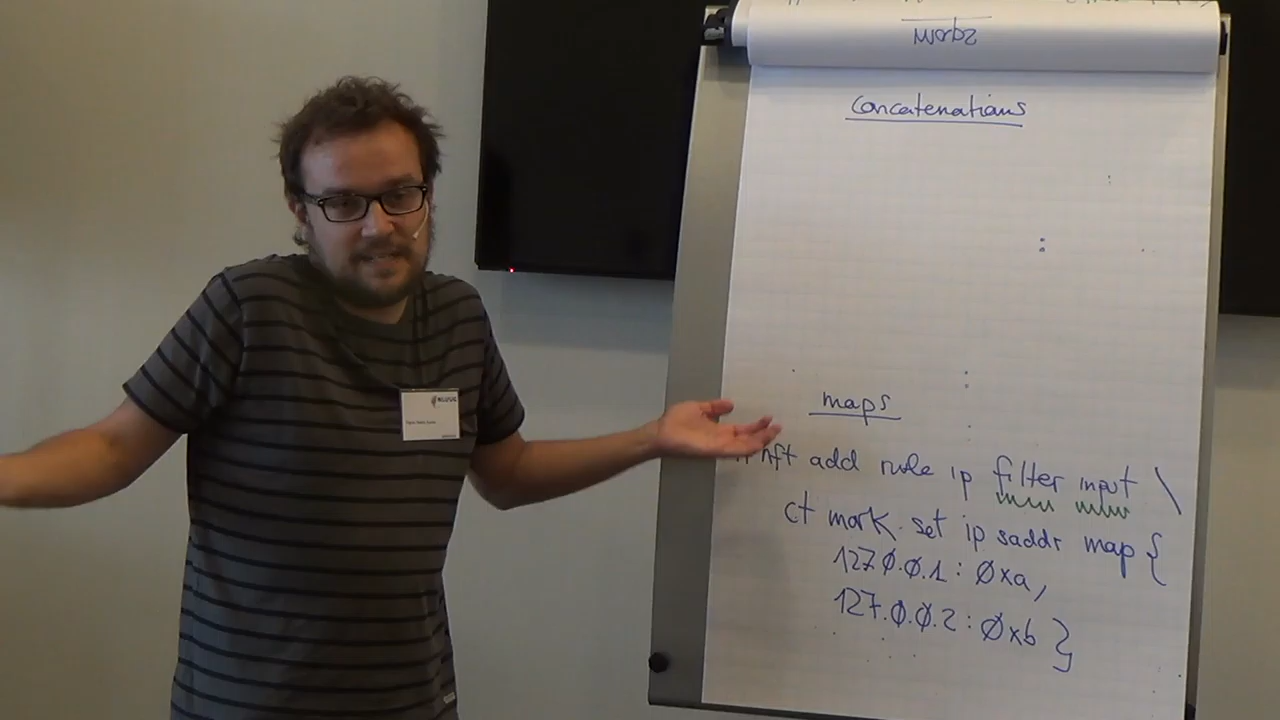 Concatenations
maps
# nft add rule ip filter input \
ct mark set ip saddr map {
127.0.0.1 : 0xa,
127.0.0.2 : 0xb }
NLUUG